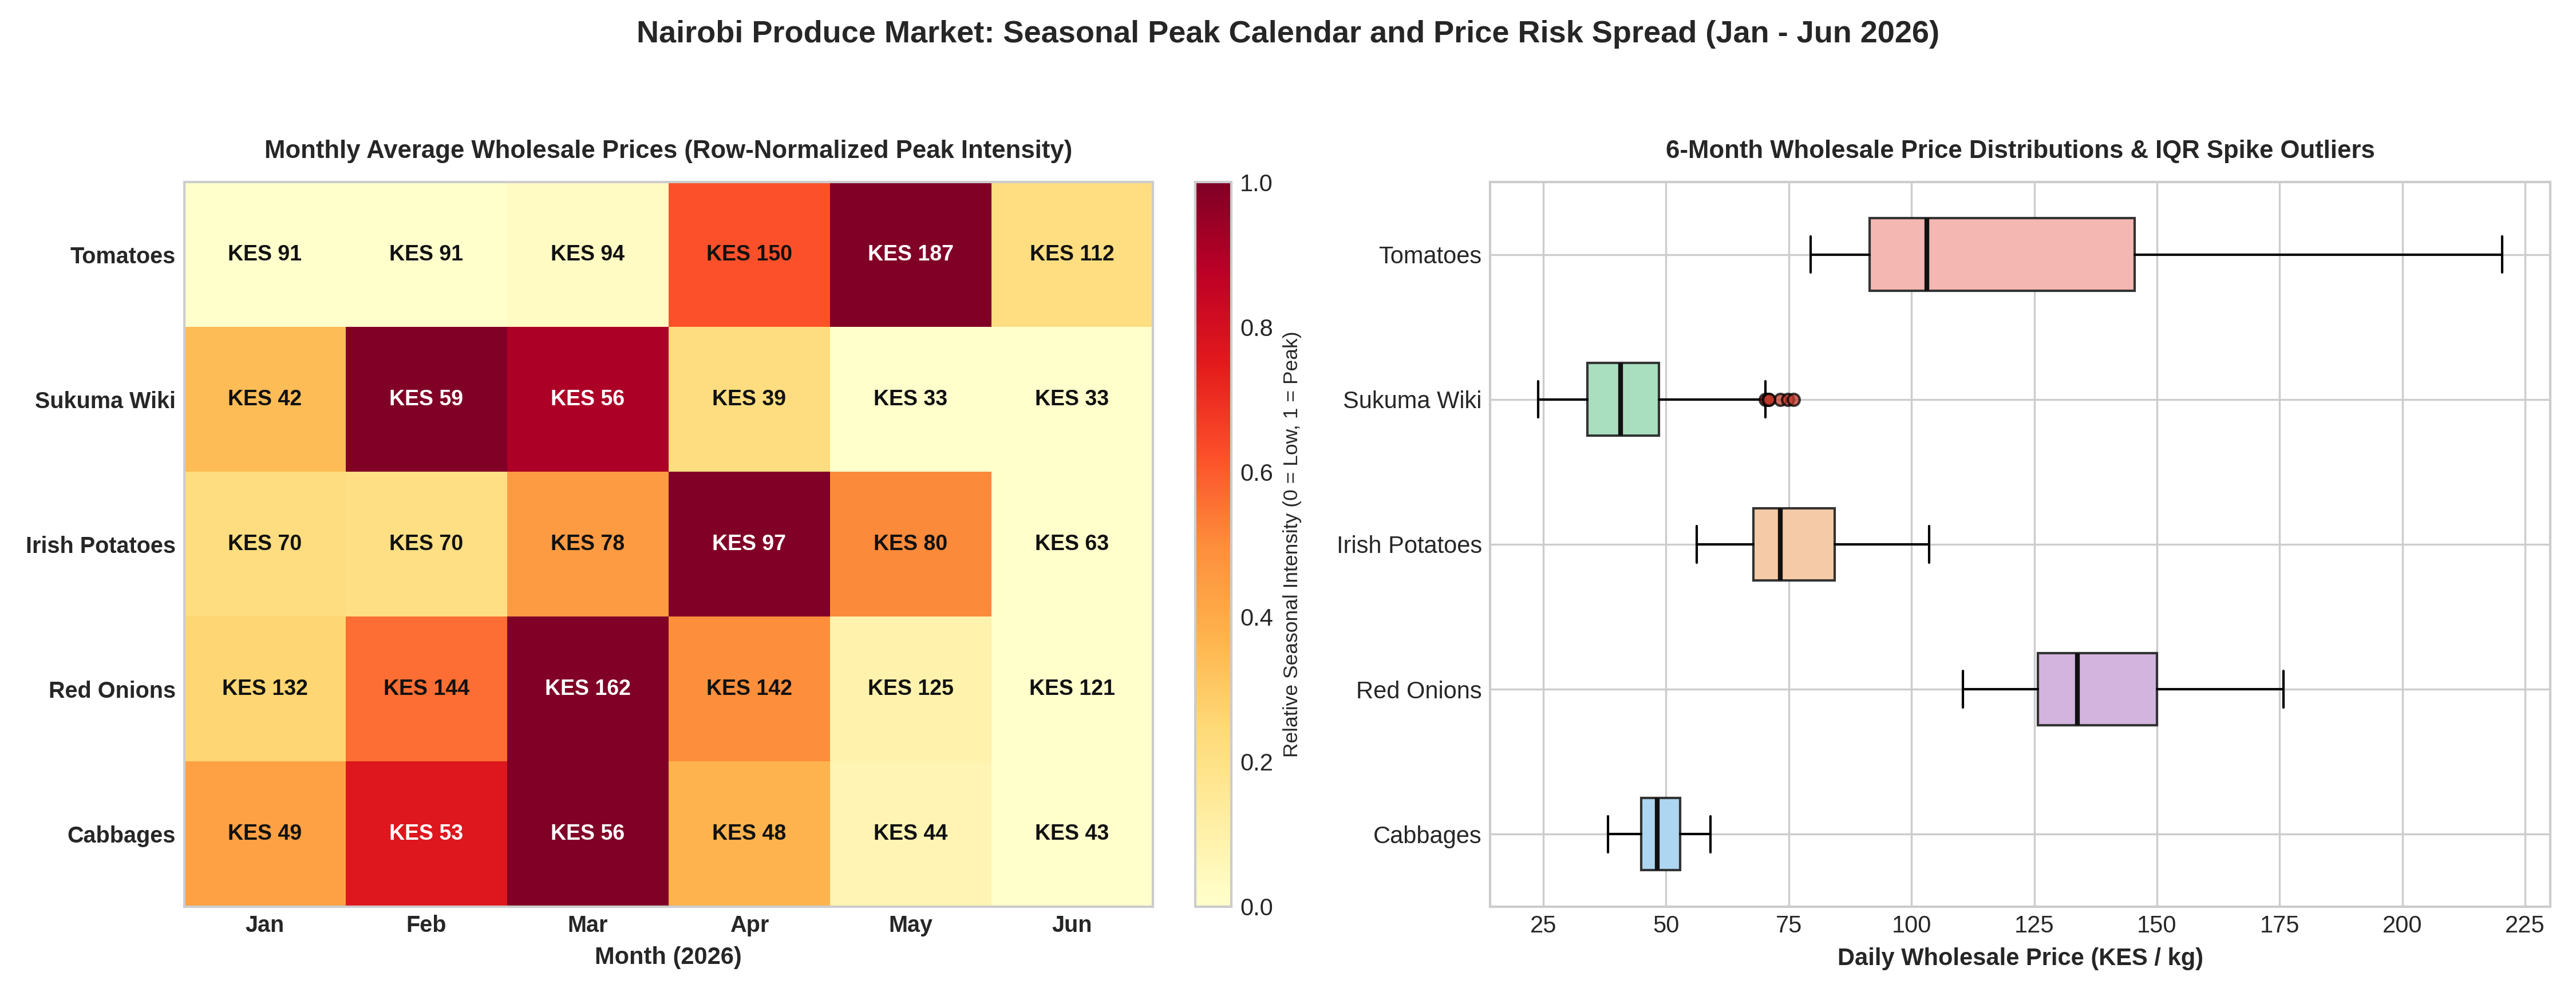 Nairobi Produce Market: Seasonal Peak Calendar and Price Risk Spread (Jan - Jun 2026)
Monthly Average Wholesale Prices (Row-Normalized Peak Intensity)
Tomatoes KES 91 KES 91 KES 94 KES 150 KES 187 KES 112
Sukuma Wiki KES 42 KES 59 KES 56 KES 39 KES 33 KES 33
Irish Potatoes KES 70 KES 70 KES 78 KES 97 KES 80 KES 63
Red Onions KES 132 KES 144 KES 162 KES 142 KES 125 KES 121
Cabbages KES 49 KES 53 KES 56 KES 48 KES 44 KES 43
Jan Feb Mar Apr May Jun
Month (2026)
1.0
0.8
0.6
0.4
0.2
0.0
Relative Seasonal Intensity (0 = Low, 1 = Peak)
6-Month Wholesale Price Distributions & IQR Spike Outliers
Tomatoes
Sukuma Wiki
Irish Potatoes
Red Onions
Cabbages
25 50 75 100 125 150 175 200 225
Daily Wholesale Price (KES / kg)